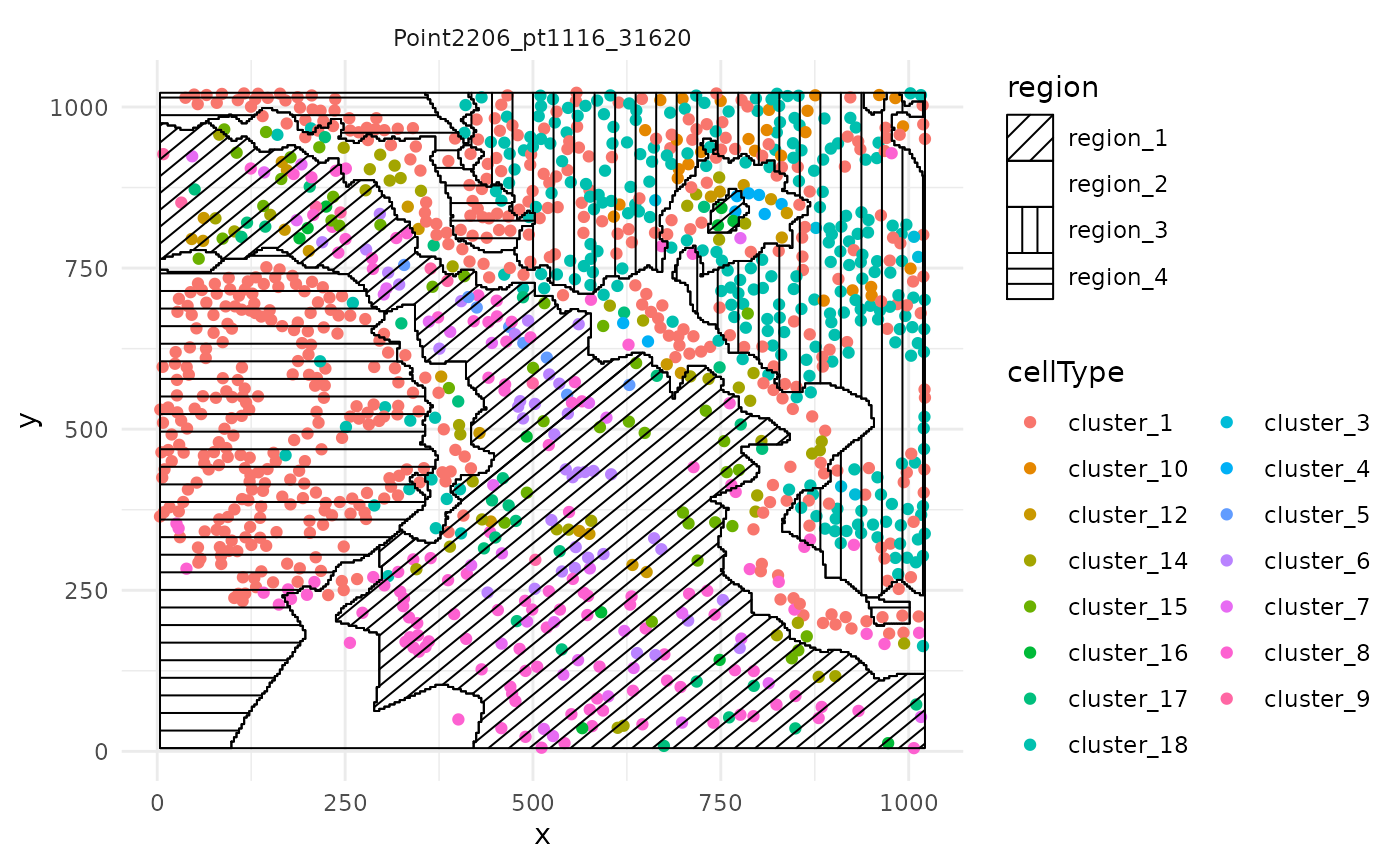 Point2206_pt1116_31620
1000
750
500
250
0
y
0 250 500 750 1000
x
region
region_1
region_2
region_3
region_4
cellType
cluster_1 cluster_3
cluster_10 cluster_4
cluster_12 cluster_5
cluster_14 cluster_6
cluster_15 cluster_7
cluster_16 cluster_8
cluster_17 cluster_9
cluster_18